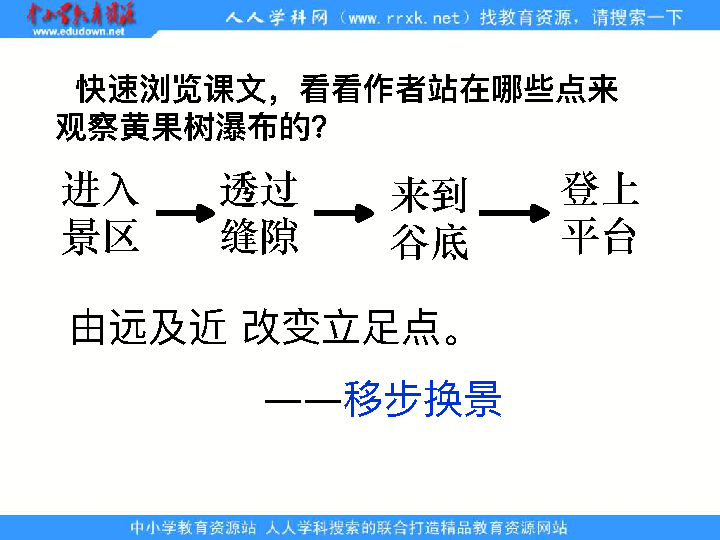 中小学教育资源
www.edudown.net
人人学科网（www.rrxk.net）找教育资源，请搜索一下
快速浏览课文，看看作者站在哪些点来
观察黄果树瀑布的？
进入 透过 来到 登上
景区 缝隙 谷底 平台
由远及近 改变立足点。
——移步换景
中小学教育资源站 人人学科搜索的联合打造精品教育资源网站